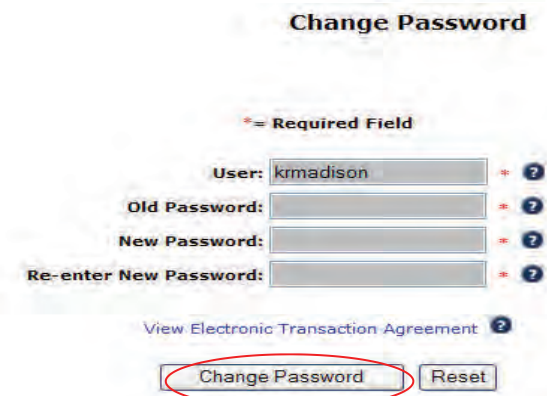 Change Password
*= Required Field
User: krmadison * ?
Old Password: * ?
New Password: * ?
Re-enter New Password: * ?
View Electronic Transaction Agreement ?
Change Password Reset